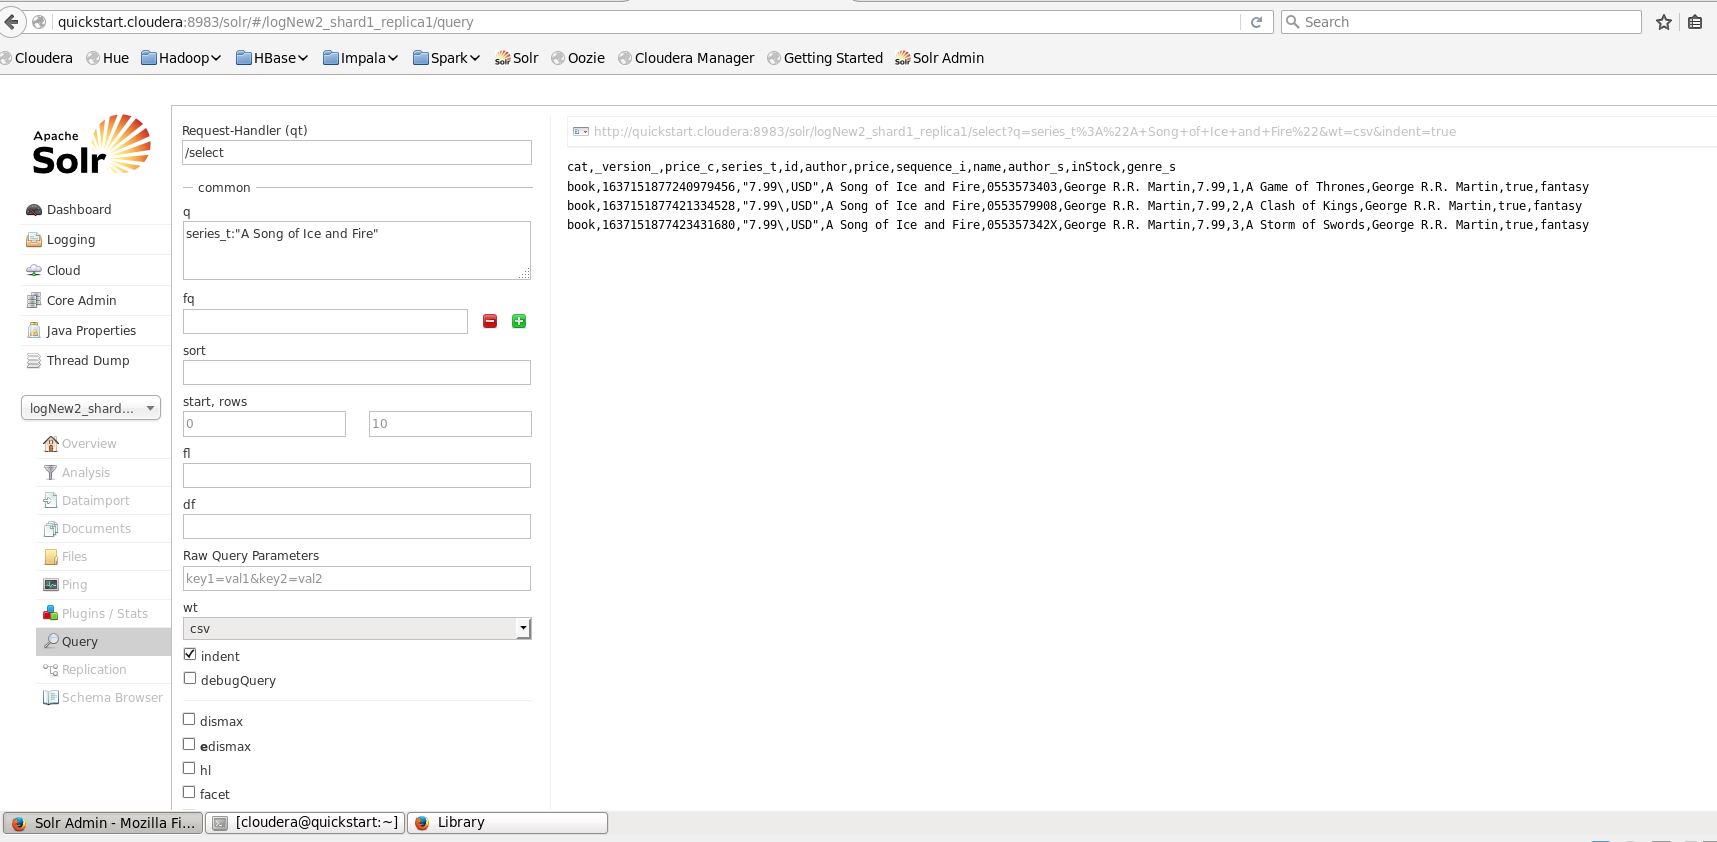 quickstart.cloudera:8983/solr/#/logNew2_shard1_replica1/query
Search
Cloudera Hue Hadoop HBase Impala Spark Solr Oozie Cloudera Manager Getting Started Solr Admin
Apache
Solr
Dashboard
Logging
Cloud
Core Admin
Java Properties
Thread Dump
logNew2_shard...
Overview
Analysis
Dataimport
Documents
Files
Ping
Plugins / Stats
Query
Replication
Schema Browser
Request-Handler (qt)
/select
common
q
series_t:"A Song of Ice and Fire"
fq
sort
start, rows
0 10
fl
df
Raw Query Parameters
key1=val1&key2=val2
wt
csv
indent
debugQuery
dismax
edismax
hl
facet
http://quickstart.cloudera:8983/solr/logNew2_shard1_replica1/select?q=series_t%3A%22A+Song+of+Ice+and+Fire%22&wt=csv&indent=true
cat,_version_,price_c,series_t,id,author,price,sequence_i,name,author_s,inStock,genre_s
book,1637151877240979456,"7.99\,USD",A Song of Ice and Fire,0553573403,George R.R. Martin,7.99,1,A Game of Thrones,George R.R. Martin,true,fantasy
book,1637151877421334528,"7.99\,USD",A Song of Ice and Fire,0553579908,George R.R. Martin,7.99,2,A Clash of Kings,George R.R. Martin,true,fantasy
book,1637151877423431680,"7.99\,USD",A Song of Ice and Fire,055357342X,George R.R. Martin,7.99,3,A Storm of Swords,George R.R. Martin,true,fantasy
Solr Admin - Mozilla Fi... [cloudera@quickstart:~] Library